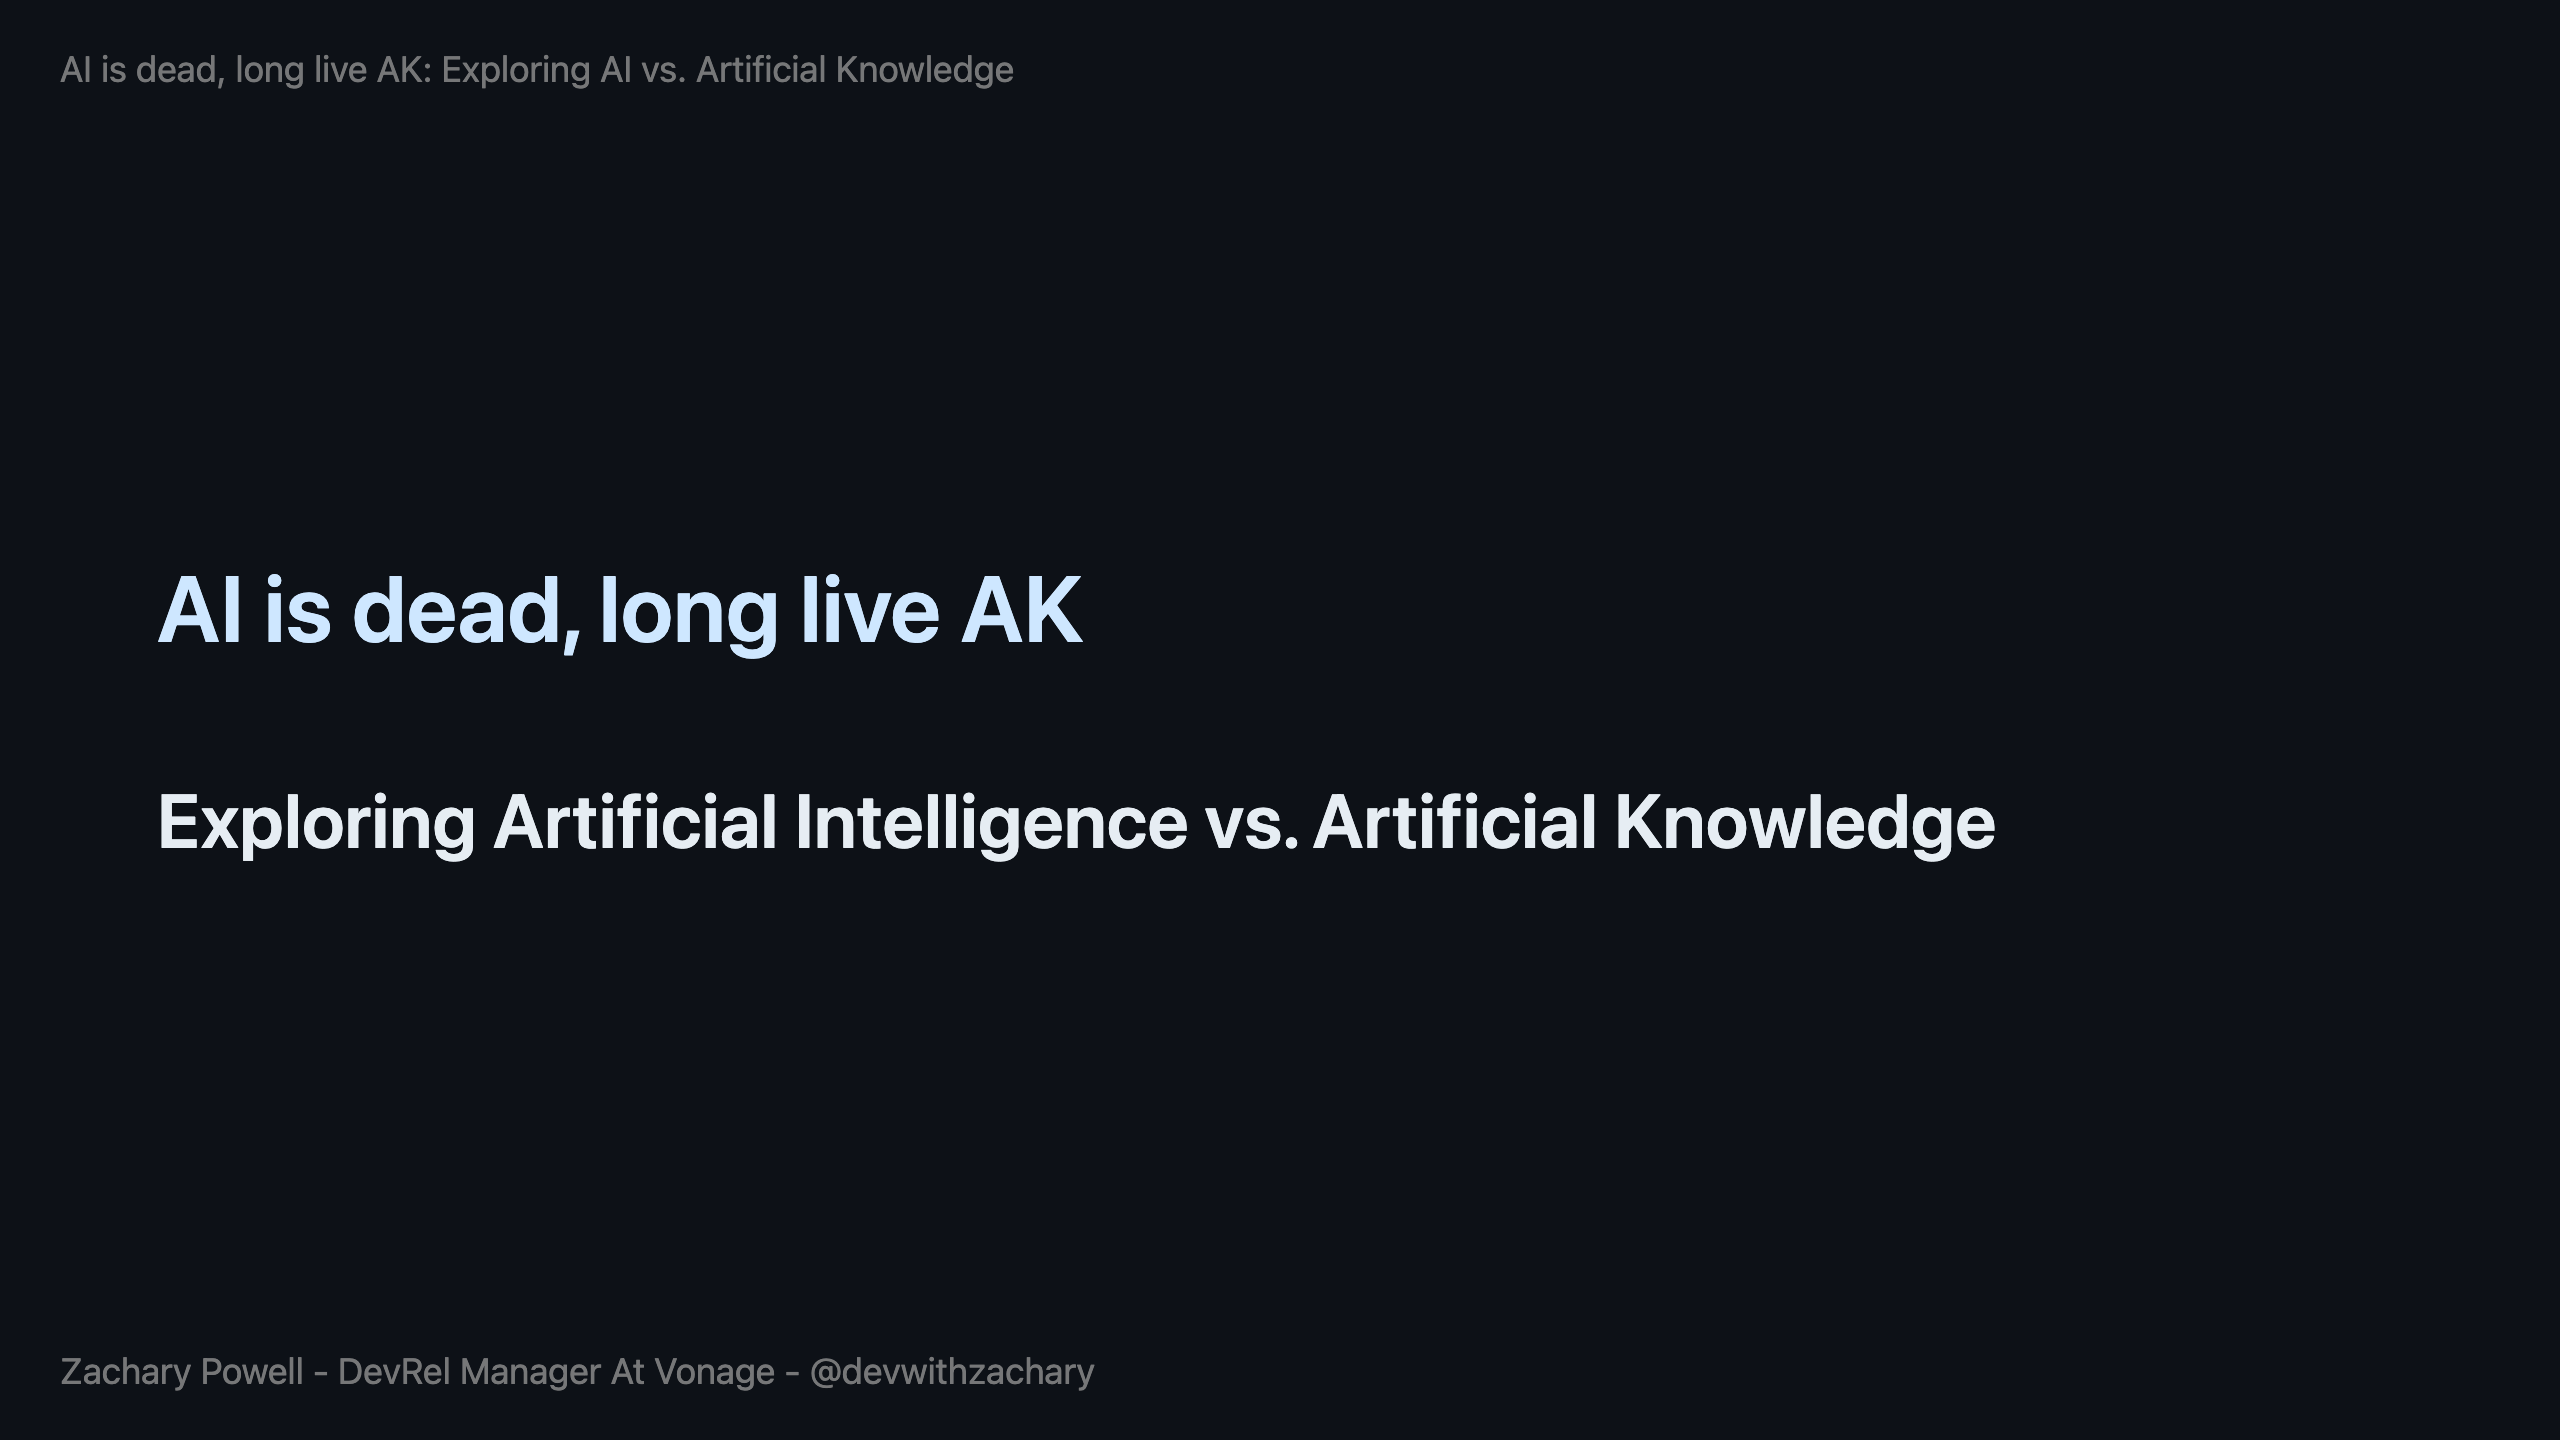 AI is dead, long live AK: Exploring AI vs. Artificial Knowledge
AI is dead, long live AK
Exploring Artificial Intelligence vs. Artificial Knowledge
Zachary Powell - DevRel Manager At Vonage - @devwithzachary